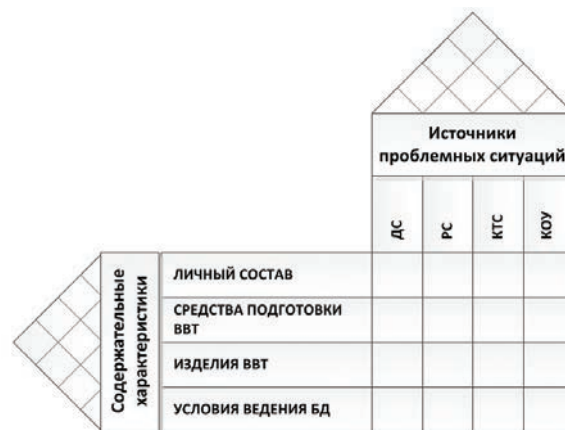 Источники
проблемных ситуаций
ДС
РС
КТС
КОУ
Содержательные
характеристики
ЛИЧНЫЙ СОСТАВ
СРЕДСТВА ПОДГОТОВКИ
ВВТ
ИЗДЕЛИЯ ВВТ
УСЛОВИЯ ВЕДЕНИЯ БД